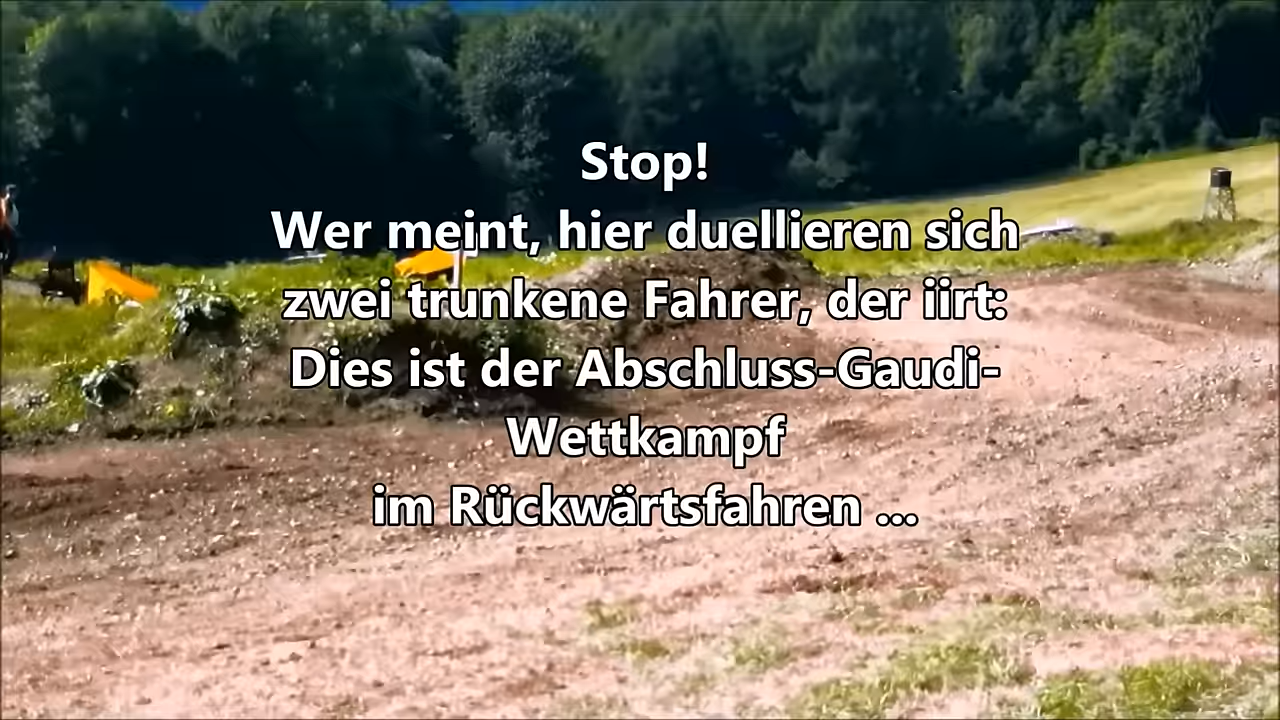 Stop!
Wer meint, hier duellieren sich
zwei trunkene Fahrer, der iirt:
Dies ist der Abschluss-Gaudi-
Wettkampf
im Rückwärtsfahren ...